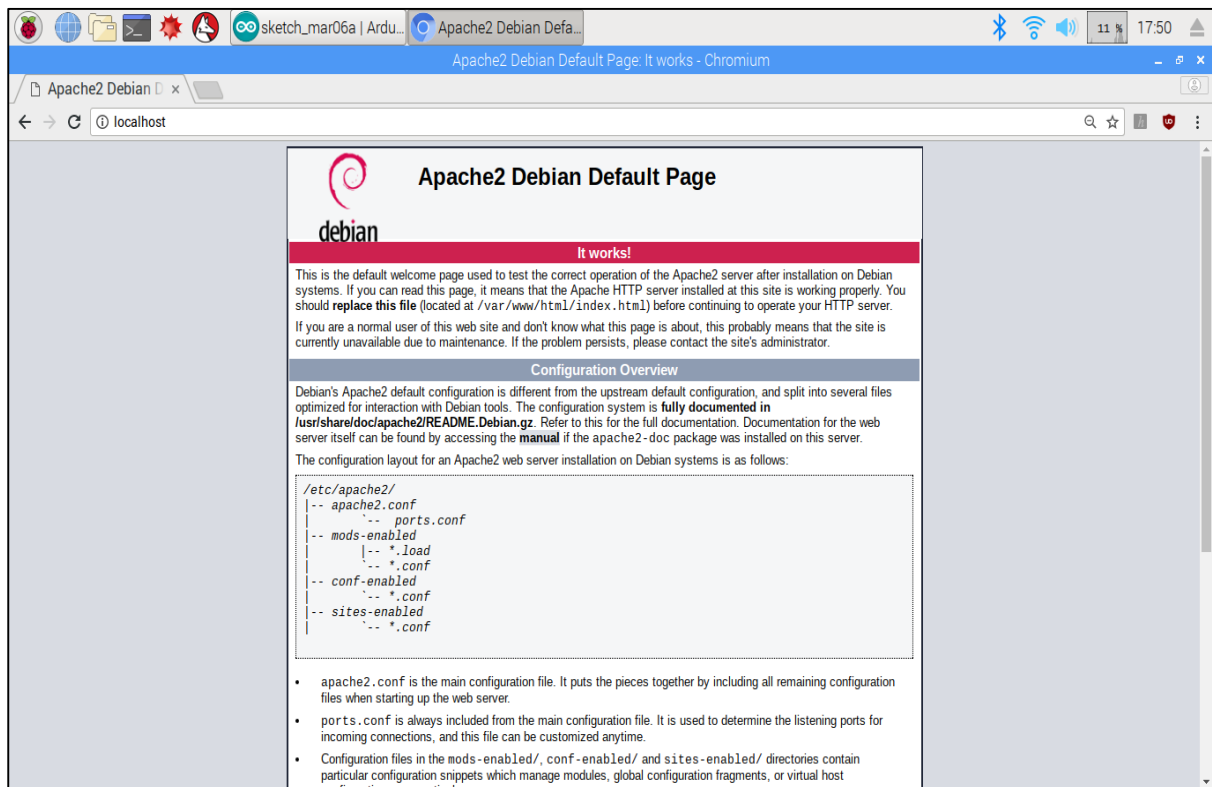 sketch_mar06a | Ardu... Apache2 Debian Defa... 11 % 17:50
Apache2 Debian Default Page: It works - Chromium
Apache2 Debian D
localhost
debian
Apache2 Debian Default Page
It works!
This is the default welcome page used to test the correct operation of the Apache2 server after installation on Debian
systems. If you can read this page, it means that the Apache HTTP server installed at this site is working properly. You
should replace this file (located at /var/www/html/index.html) before continuing to operate your HTTP server.
If you are a normal user of this web site and don't know what this page is about, this probably means that the site is
currently unavailable due to maintenance. If the problem persists, please contact the site's administrator.
Configuration Overview
Debian's Apache2 default configuration is different from the upstream default configuration, and split into several files
optimized for interaction with Debian tools. The configuration system is fully documented in
/usr/share/doc/apache2/README.Debian.gz. Refer to this for the full documentation. Documentation for the web
server itself can be found by accessing the manual if the apache2-doc package was installed on this server.
The configuration layout for an Apache2 web server installation on Debian systems is as follows:
/etc/apache2/
|-- apache2.conf
|       `--  ports.conf
|-- mods-enabled
|       |-- *.load
|       `-- *.conf
|-- conf-enabled
|       `-- *.conf
|-- sites-enabled
|       `-- *.conf
• apache2.conf is the main configuration file. It puts the pieces together by including all remaining configuration
files when starting up the web server.
• ports.conf is always included from the main configuration file. It is used to determine the listening ports for
incoming connections, and this file can be customized anytime.
• Configuration files in the mods-enabled/, conf-enabled/ and sites-enabled/ directories contain
particular configuration snippets which manage modules, global configuration fragments, or virtual host